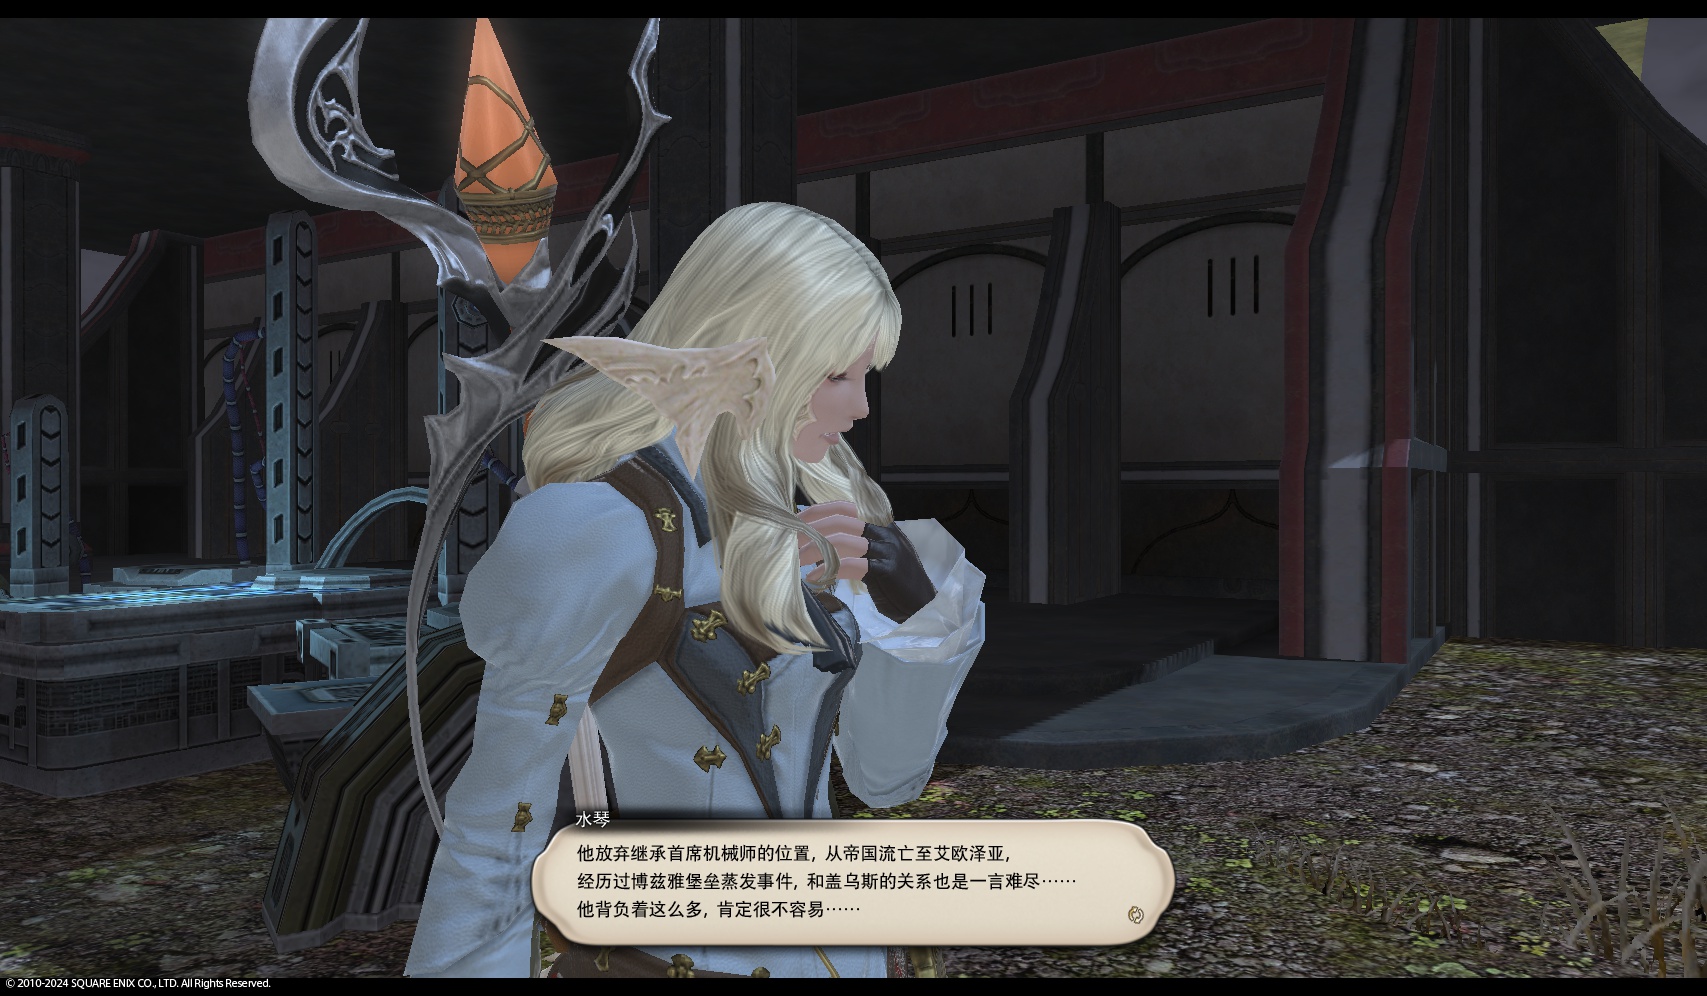 水琴
他放弃继承首席机械师的位置, 从帝国流亡至艾欧泽亚,
经历过博兹雅堡垒蒸发事件, 和盖乌斯的关系也是一言难尽……
他背负着这么多, 肯定很不容易……
© 2010-2024 SQUARE ENIX CO., LTD. All Rights Reserved.